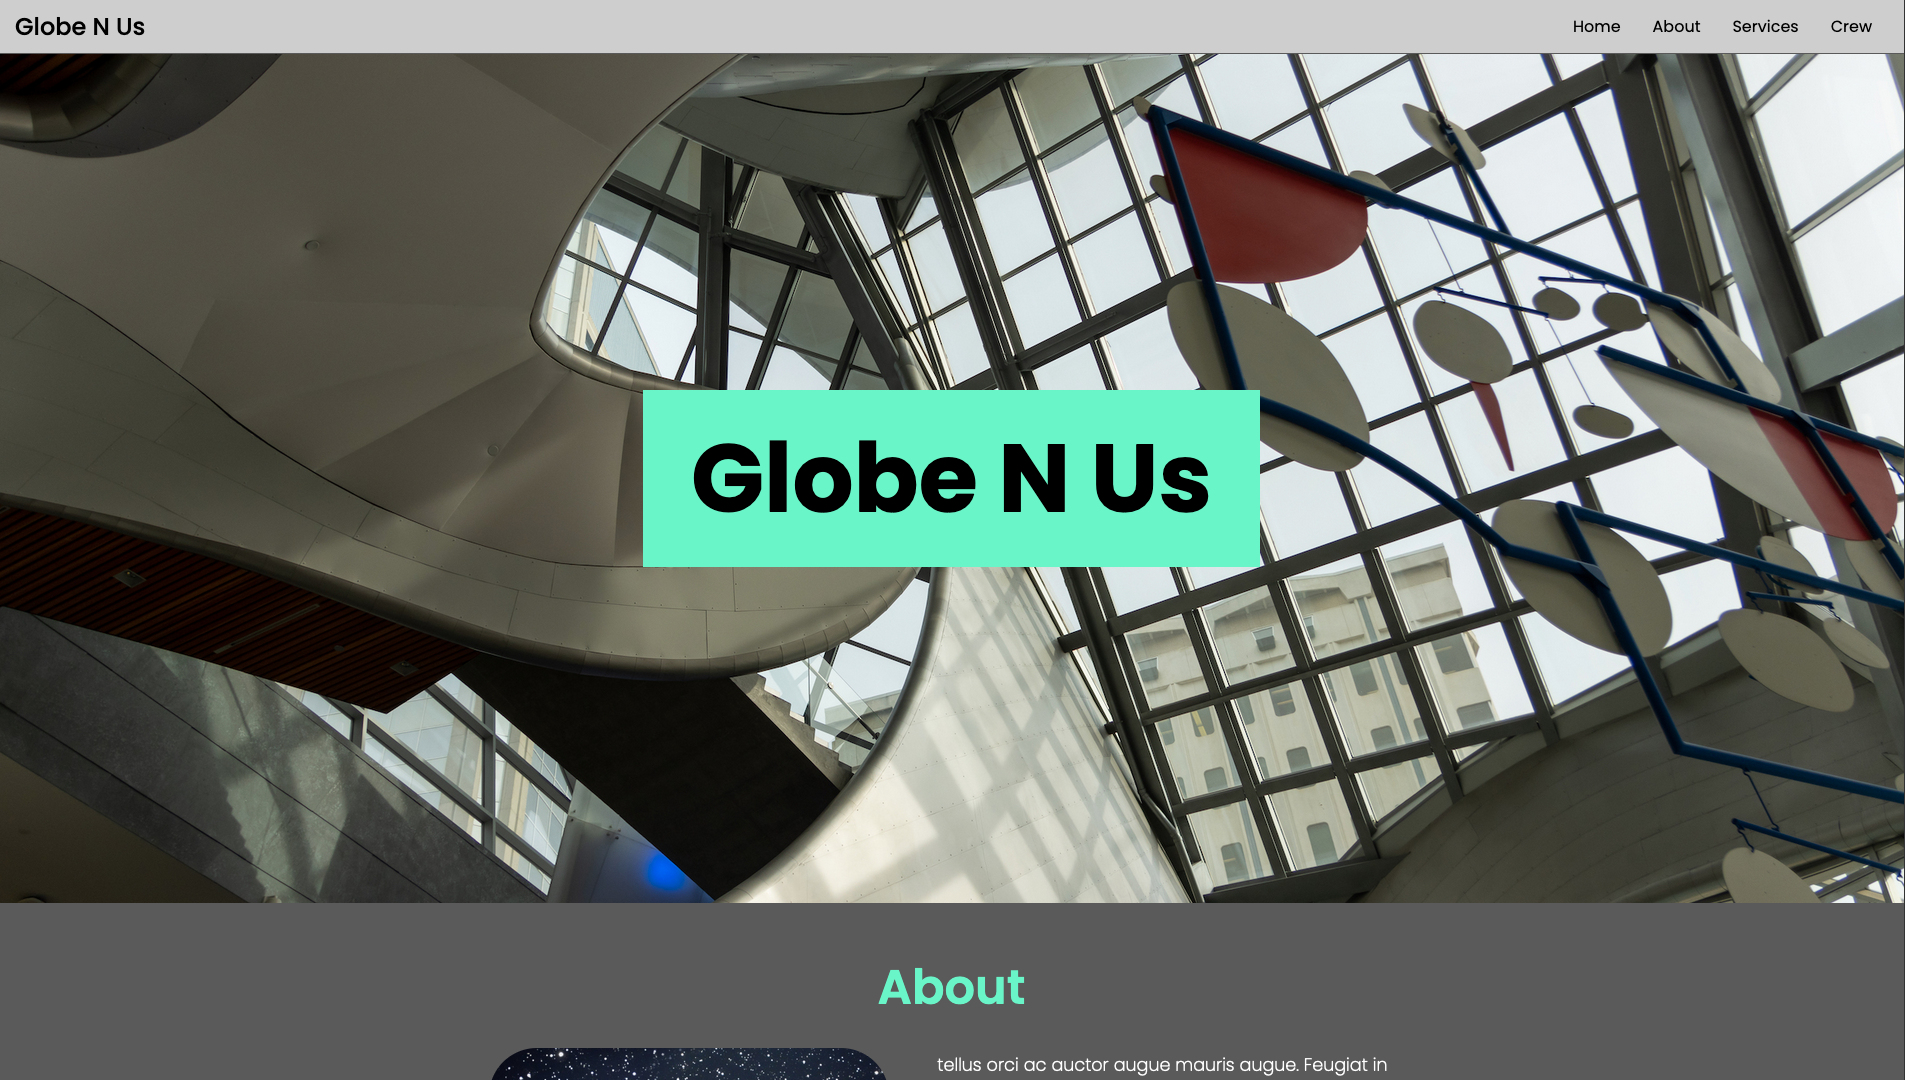 Globe N Us
Home
About
Services
Crew
Globe N Us
About
tellus orci ac auctor augue mauris augue. Feugiat in